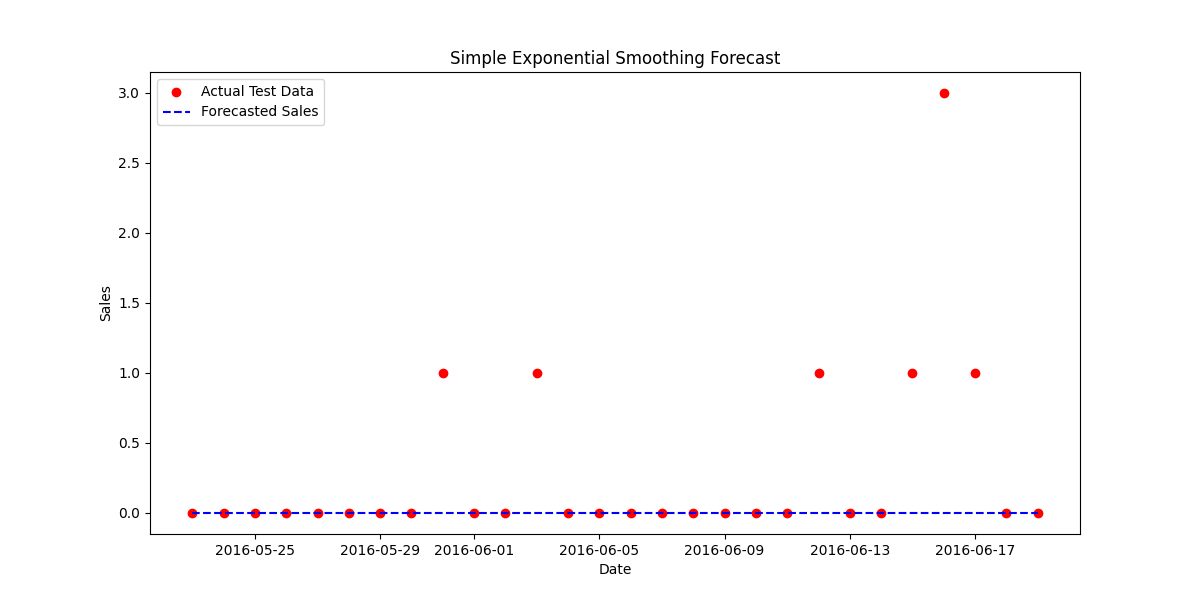 Simple Exponential Smoothing Forecast
Actual Test Data
Forecasted Sales
3.0
2.5
2.0
1.5
1.0
0.5
0.0
Sales
2016-05-25 2016-05-29 2016-06-01 2016-06-05 2016-06-09 2016-06-13 2016-06-17
Date